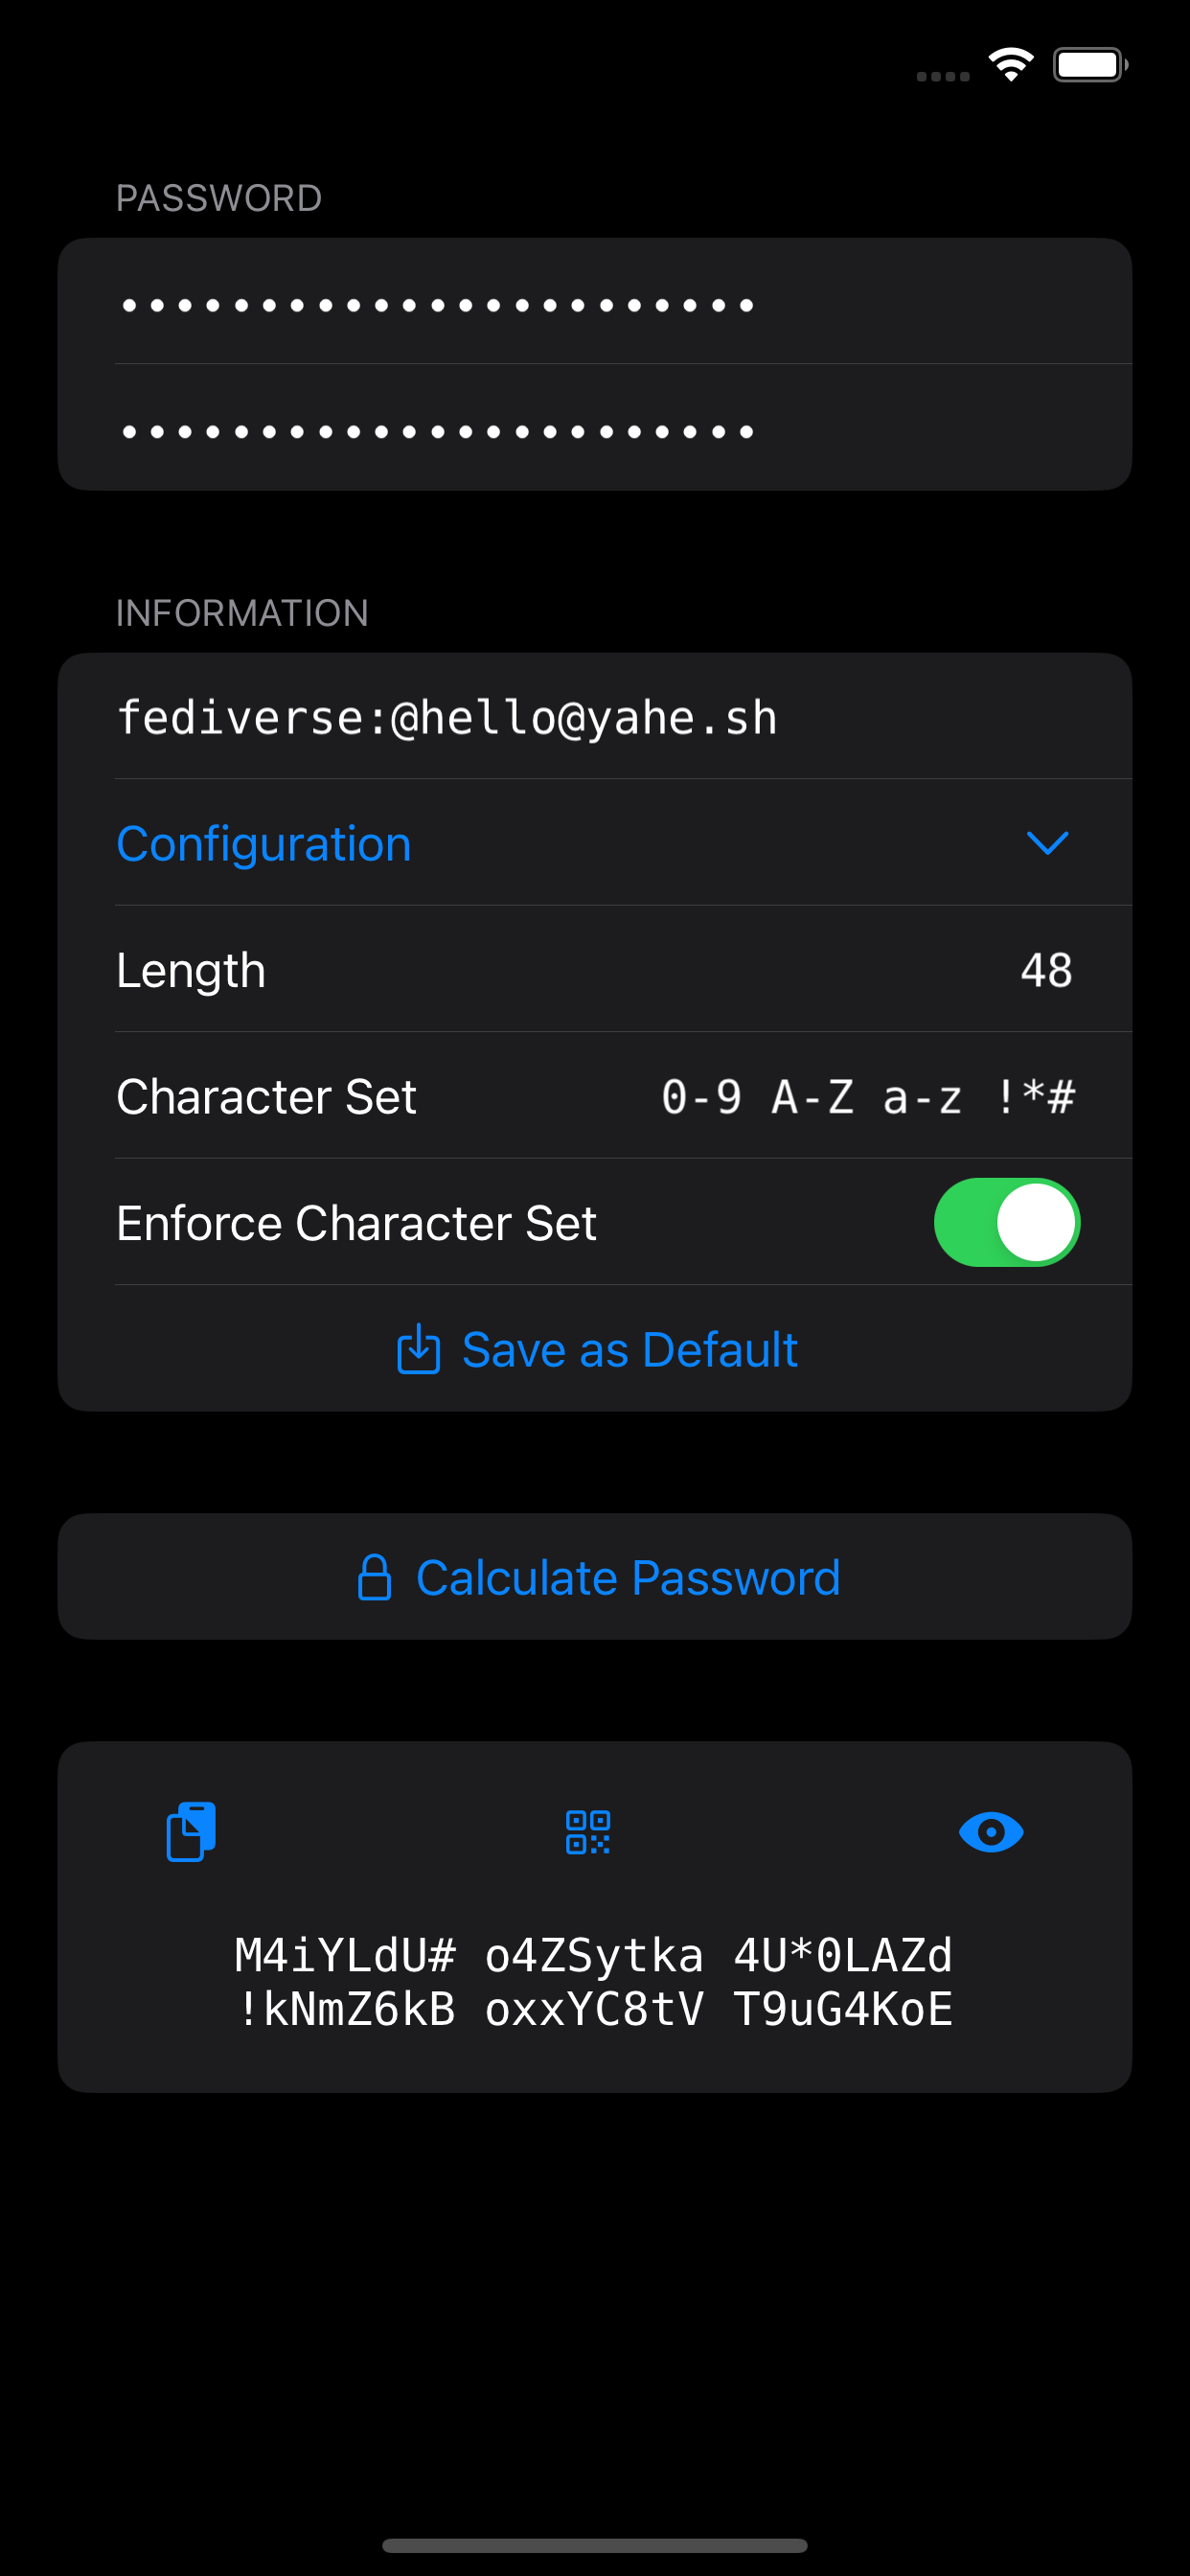 PASSWORD
•••••••••••••••••••••••
•••••••••••••••••••••••
INFORMATION
fediverse:@hello@yahe.sh
Configuration
Length 48
Character Set 0-9 A-Z a-z !*#
Enforce Character Set
Save as Default
Calculate Password
M4iYLdU# o4ZSytka 4U*0LAZd
!kNmZ6kB oxxYC8tV T9uG4KoE